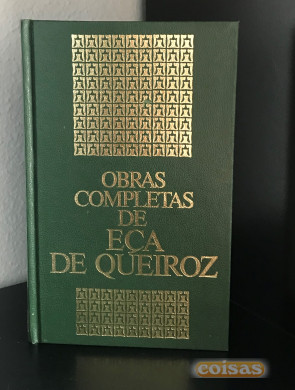 OBRAS
COMPLETAS
DE
EÇA
DE QUEIROZ
coisas